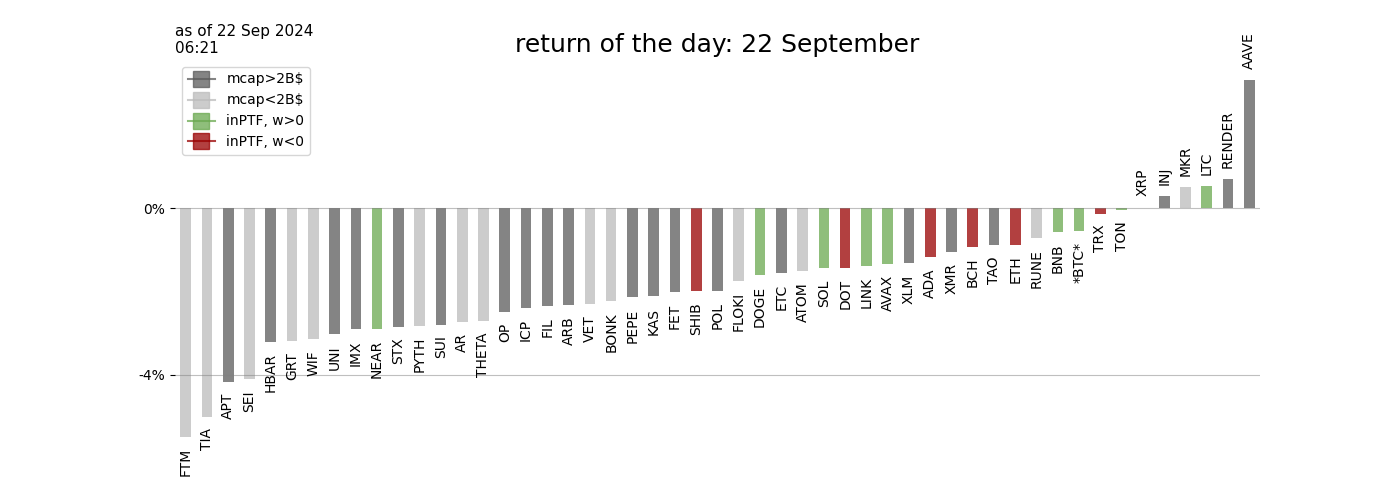 as of 22 Sep 2024
06:21
return of the day: 22 September
mcap>2B$
mcap<2B$
inPTF, w>0
inPTF, w<0
0%
-4%
FTM
TIA
APT
SEI
HBAR
GRT
WIF
UNI
IMX
NEAR
STX
PYTH
SUI
AR
THETA
OP
ICP
FIL
ARB
VET
BONK
PEPE
KAS
FET
SHIB
POL
FLOKI
DOGE
ETC
ATOM
SOL
DOT
LINK
AVAX
XLM
ADA
XMR
BCH
TAO
ETH
RUNE
BNB
*BTC*
TRX
TON
XRP
INJ
MKR
LTC
RENDER
AAVE